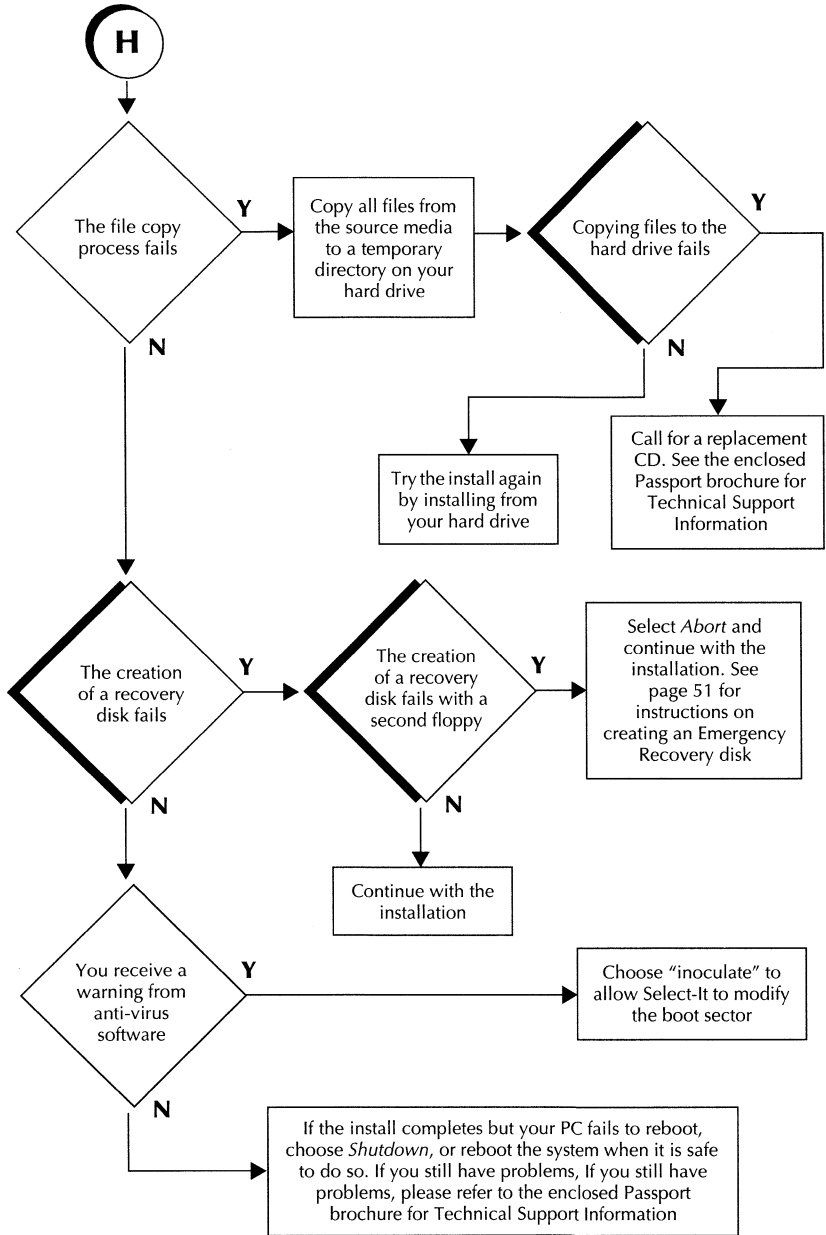 H
The file copy
process fails
Y
N
Copy all files from
the source media
to a temporary
directory on your
hard drive
Copying files to the
hard drive fails
Y
N
Try the install again
by installing from
your hard drive
Call for a replacement
CD. See the enclosed
Passport brochure for
Technical Support
Information
The creation
of a recovery
disk fails
Y
N
The creation
of a recovery
disk fails with a
second floppy
Y
N
Select Abort and
continue with the
installation. See
page 51 for
instructions on
creating an Emergency
Recovery disk
Continue with the
installation
You receive a
warning from
anti-virus
software
Y
N
Choose “inoculate” to
allow Select-It to modify
the boot sector
If the install completes but your PC fails to reboot,
choose Shutdown, or reboot the system when it is safe
to do so. If you still have problems, If you still have
problems, please refer to the enclosed Passport
brochure for Technical Support Information